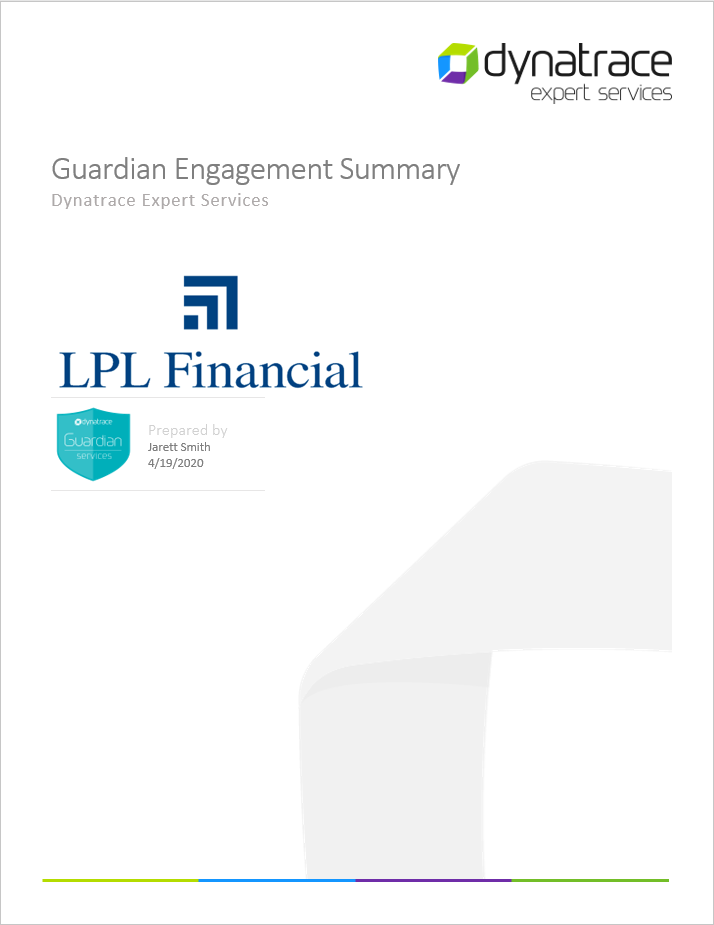 dynatrace
expert services
Guardian Engagement Summary
Dynatrace Expert Services
LPL Financial
dynatrace
Guardian
services
Prepared by
Jarett Smith
4/19/2020